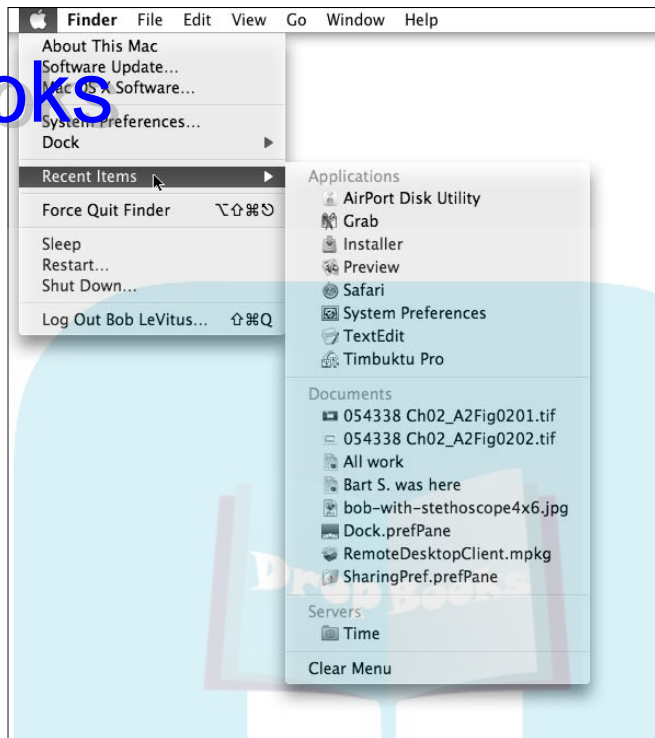 Finder File Edit View Go Window Help
About This Mac
Software Update...
Mac OS X Software...
oks
System Preferences...
Dock
Recent Items
Force Quit Finder ⌥⇧⌘⎋
Sleep
Restart...
Shut Down...
Log Out Bob LeVitus... ⇧⌘Q
Applications
AirPort Disk Utility
Grab
Installer
Preview
Safari
System Preferences
TextEdit
Timbuktu Pro
Documents
054338 Ch02_A2Fig0201.tif
054338 Ch02_A2Fig0202.tif
All work
Bart S. was here
bob-with-stethoscope4x6.jpg
Dock.prefPane
RemoteDesktopClient.mpkg
SharingPref.prefPane
Servers
Time
Clear Menu
Drop Books